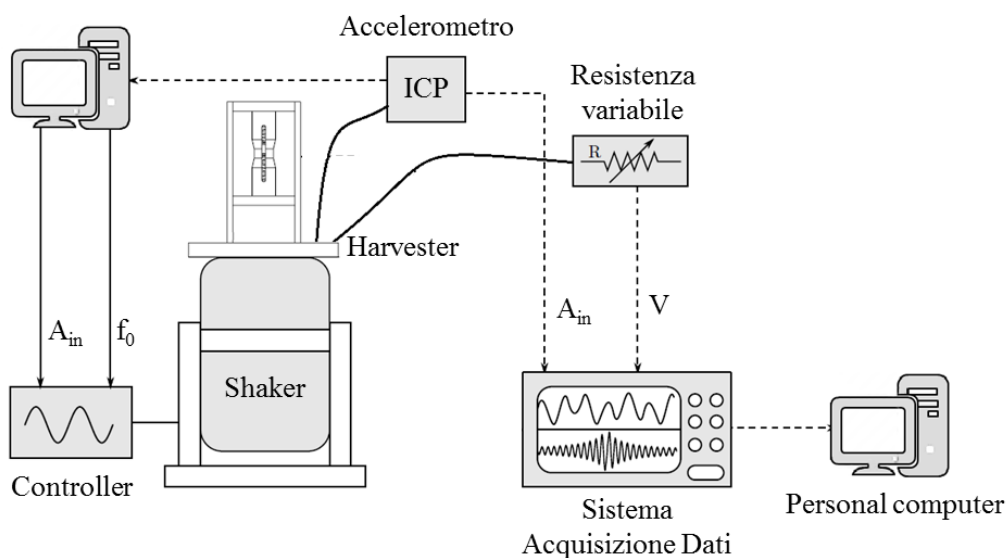 Accelerometro
ICP
Resistenza
variabile
R
Harvester
A_in
f_0
A_in
V
Shaker
Controller
Sistema
Acquisizione Dati
Personal computer